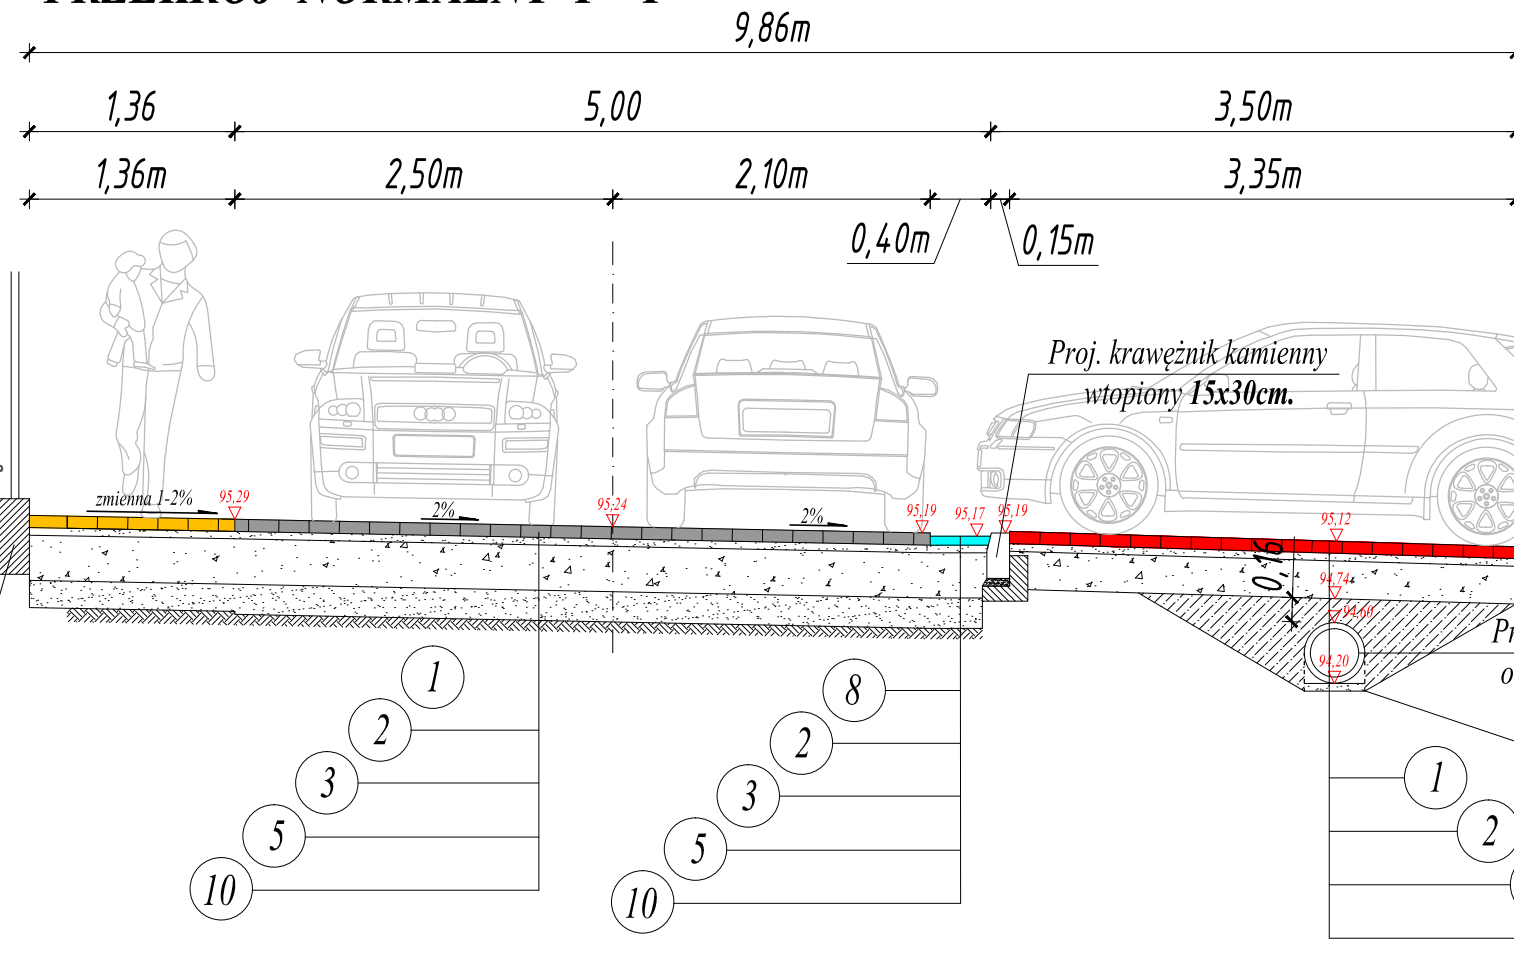 9,86m
1,36 5,00 3,50m
1,36m 2,50m 2,10m 3,35m
0,40m 0,15m
Proj. krawężnik kamienny
wtopiony 15x30cm.
zmienna 1-2% 95,29 2% 95,24 2% 95,19 95,17 95,19 95,12
0,16
94,74
94,60
94,20
1
2
3
5
10
8
2
3
5
10
1
2